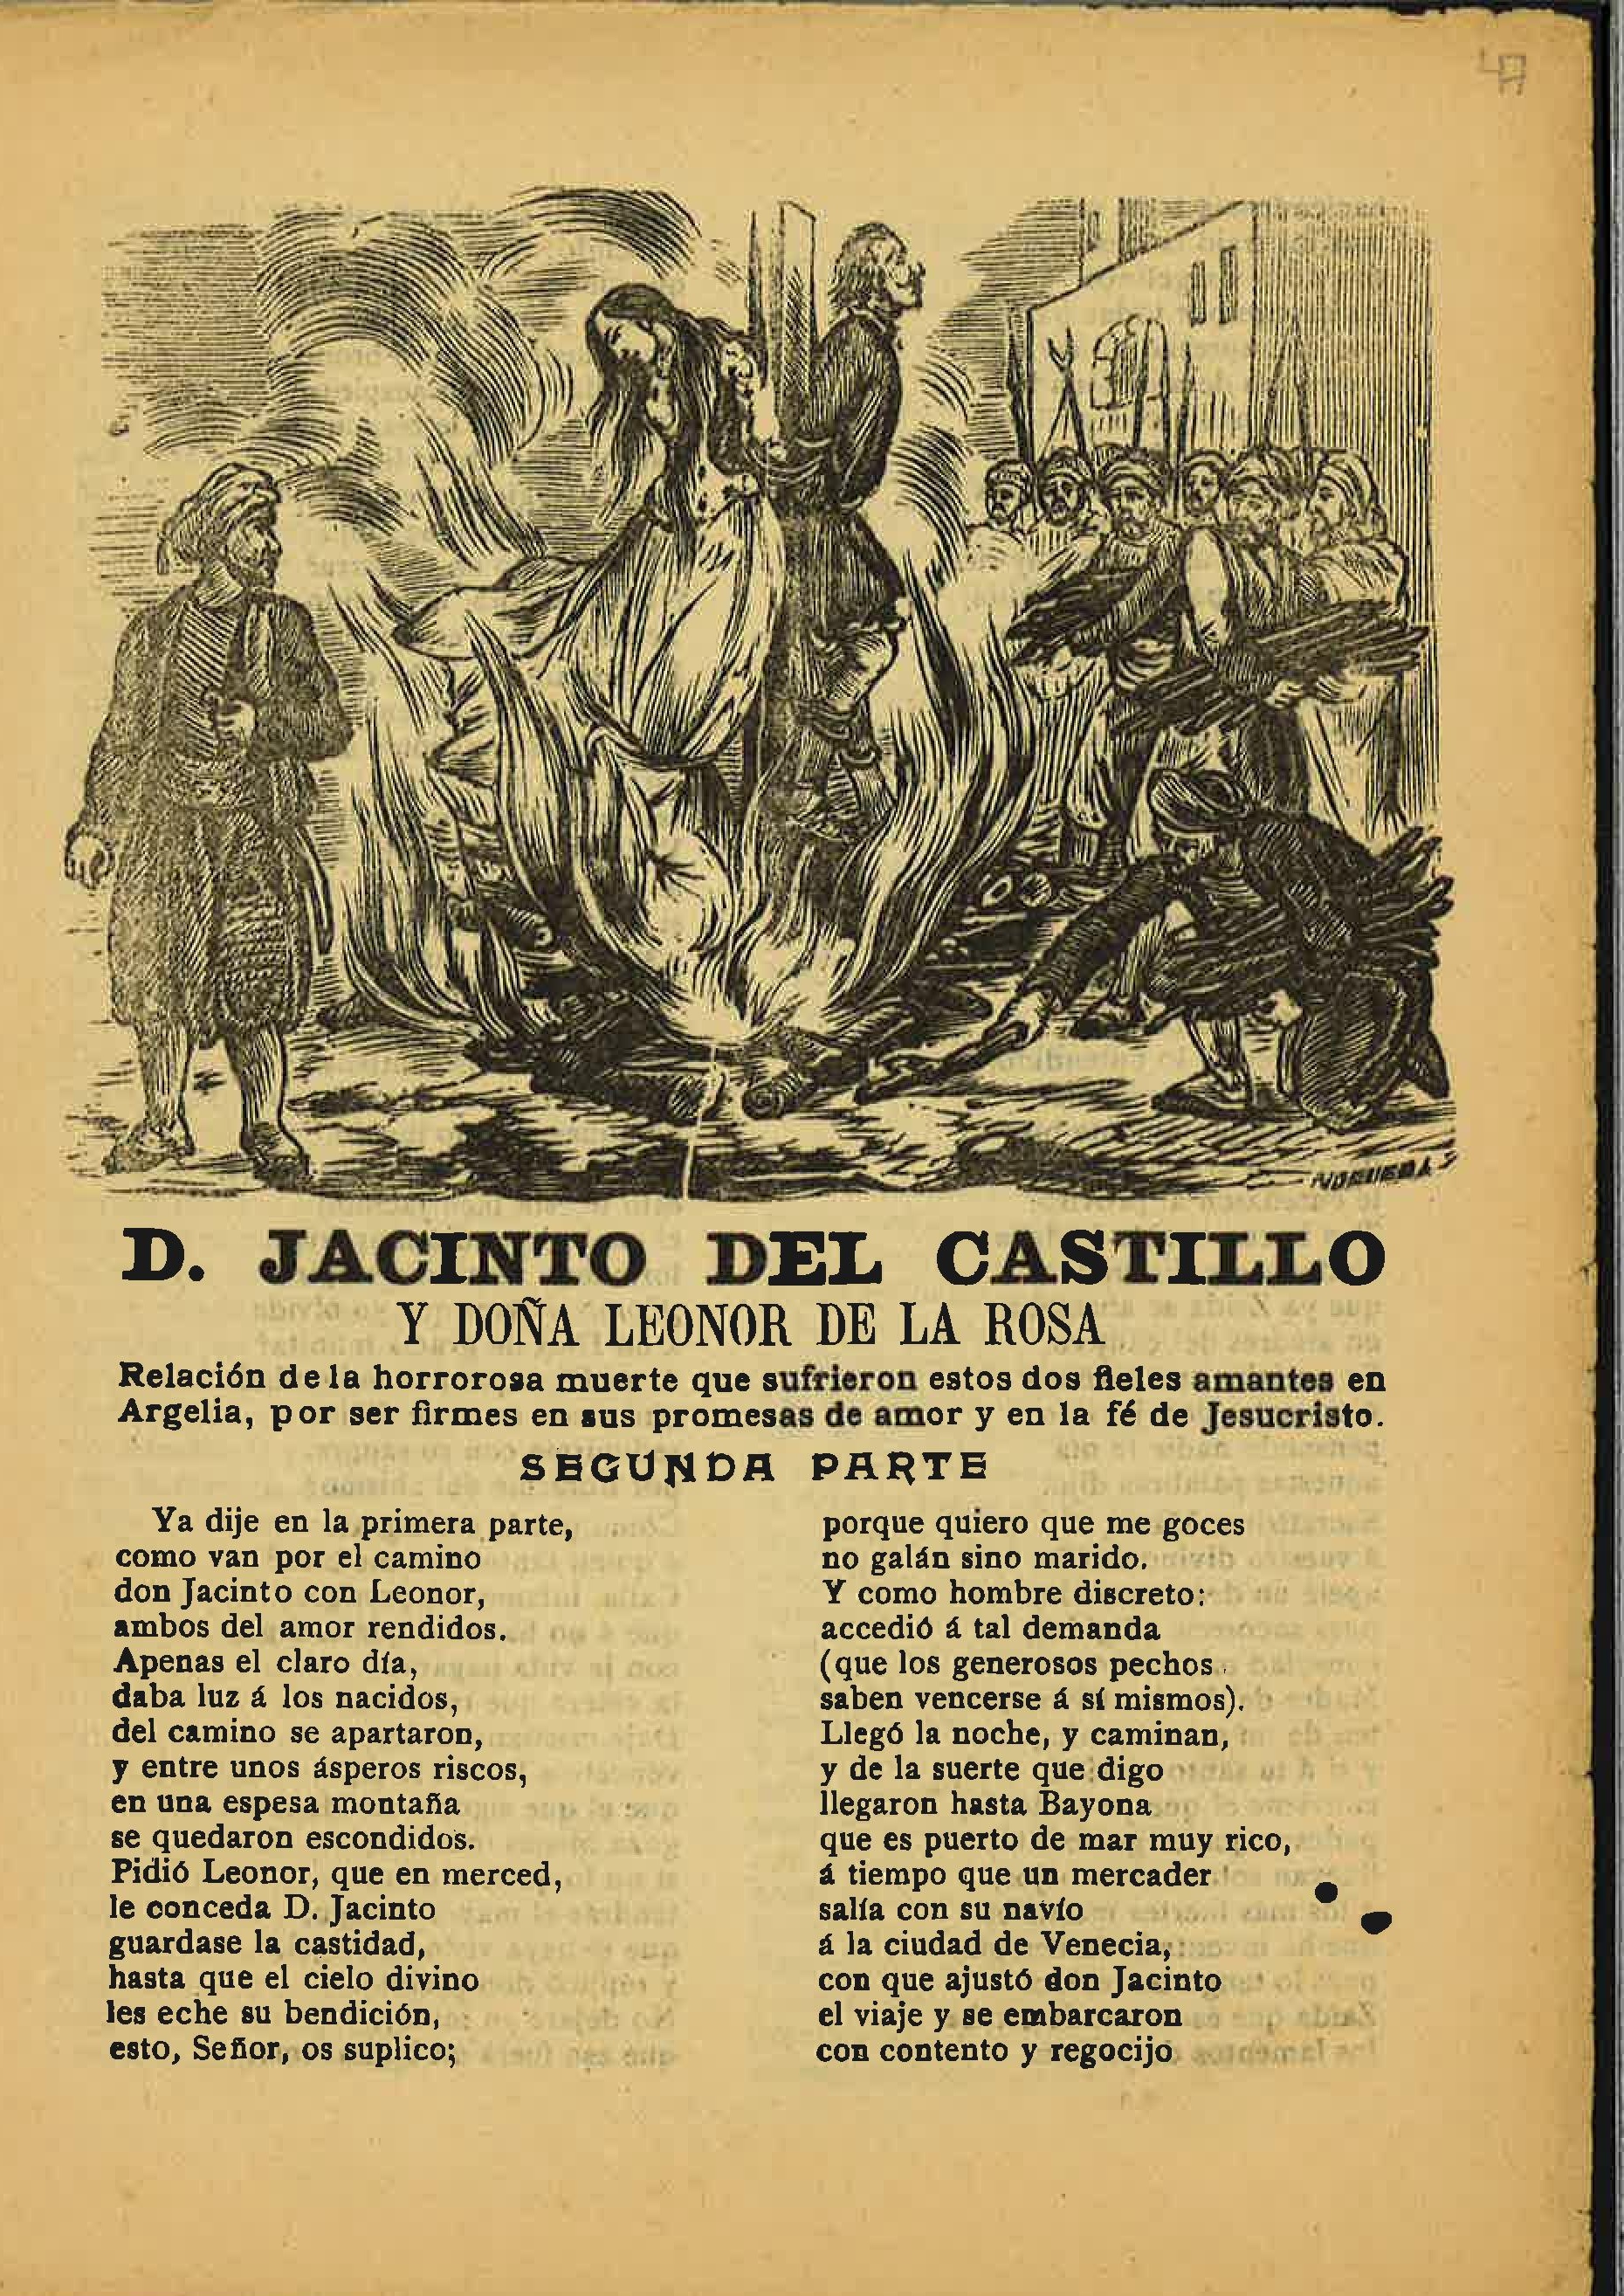 47
NOGUERA S
D. JACINTO DEL CASTILLO
Y DOÑA LEONOR DE LA ROSA
Relación de la horrorosa muerte que sufrieron estos dos fieles amantes en
Argelia, por ser firmes en sus promesas de amor y en la fé de Jesucristo.
SEGUNDA PARTE
Ya dije en la primera parte,
como van por el camino
don Jacinto con Leonor,
ambos del amor rendidos.
Apenas el claro día,
daba luz á los nacidos,
del camino se apartaron,
y entre unos ásperos riscos,
en una espesa montaña
se quedaron escondidos.
Pidió Leonor, que en merced,
le conceda D. Jacinto
guardase la castidad,
hasta que el cielo divino
les eche su bendición,
esto, Señor, os suplico;
porque quiero que me goces
no galán sino marido.
Y como hombre discreto:
accedió á tal demanda
(que los generosos pechos
saben vencerse á sí mismos).
Llegó la noche, y caminan,
y de la suerte que digo
llegaron hasta Bayona
que es puerto de mar muy rico,
á tiempo que un mercader
salía con su navío
á la ciudad de Venecia,
con que ajustó don Jacinto
el viaje y se embarcaron
con contento y regocijo